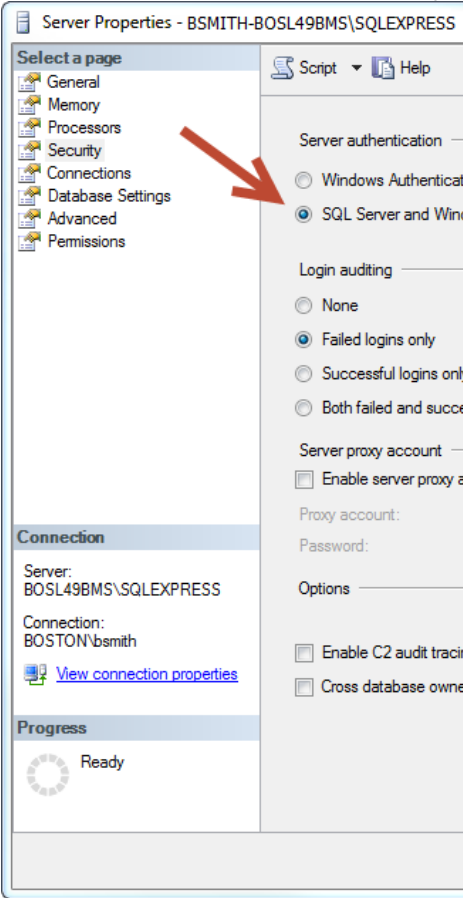 Server Properties - BSMITH-BOSL49BMS\SQLEXPRESS
Select a page
General
Memory
Processors
Security
Connections
Database Settings
Advanced
Permissions
Script
Help
Server authentication
Windows Authenticat
SQL Server and Wind
Login auditing
None
Failed logins only
Successful logins only
Both failed and succe
Server proxy account
Enable server proxy a
Proxy account:
Password:
Options
Enable C2 audit tracin
Cross database owne
Connection
Server:
BOSL49BMS\SQLEXPRESS
Connection:
BOSTON\bsmith
View connection properties
Progress
Ready